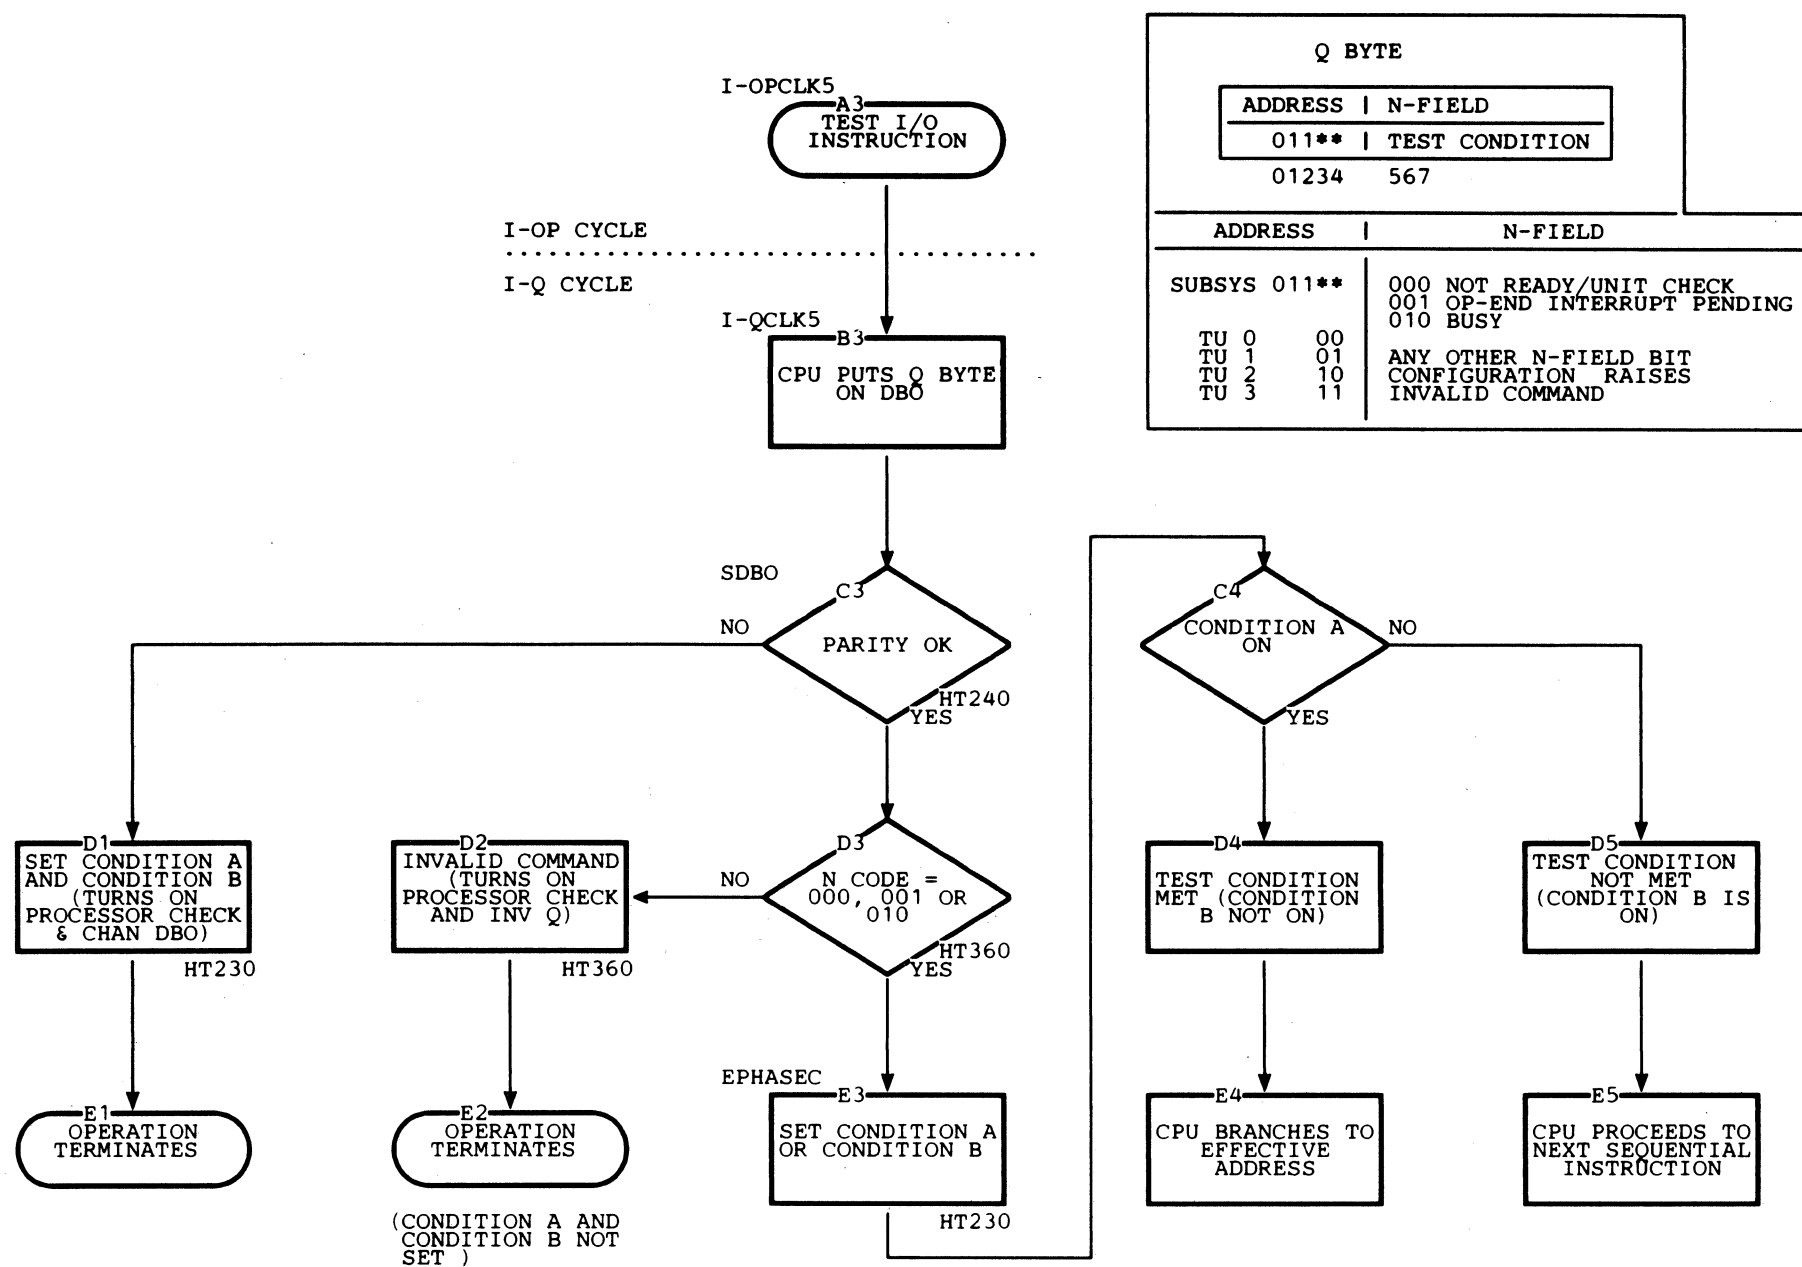 I-OPCLK5
A3
TEST I/O
INSTRUCTION
I-OP CYCLE
I-Q CYCLE
Q BYTE
ADDRESS | N-FIELD
011** | TEST CONDITION
01234 567
ADDRESS | N-FIELD
SUBSYS 011** 000 NOT READY/UNIT CHECK
001 OP-END INTERRUPT PENDING
010 BUSY
TU 0 00
TU 1 01 ANY OTHER N-FIELD BIT
TU 2 10 CONFIGURATION RAISES
TU 3 11 INVALID COMMAND
I-QCLK5
B3
CPU PUTS Q BYTE
ON DBO
SDBO
C3
PARITY OK
NO
HT240
YES
C4
CONDITION A
ON
NO
YES
D1
SET CONDITION A
AND CONDITION B
(TURNS ON
PROCESSOR CHECK
& CHAN DBO)
HT230
D2
INVALID COMMAND
(TURNS ON
PROCESSOR CHECK
AND INV Q)
HT360
D3
N CODE =
000, 001 OR
010
NO
HT360
YES
D4
TEST CONDITION
MET (CONDITION
B NOT ON)
D5
TEST CONDITION
NOT MET
(CONDITION B IS
ON)
E1
OPERATION
TERMINATES
E2
OPERATION
TERMINATES
(CONDITION A AND
CONDITION B NOT
SET )
EPHASEC
E3
SET CONDITION A
OR CONDITION B
HT230
E4
CPU BRANCHES TO
EFFECTIVE
ADDRESS
E5
CPU PROCEEDS TO
NEXT SEQUENTIAL
INSTRUCTION